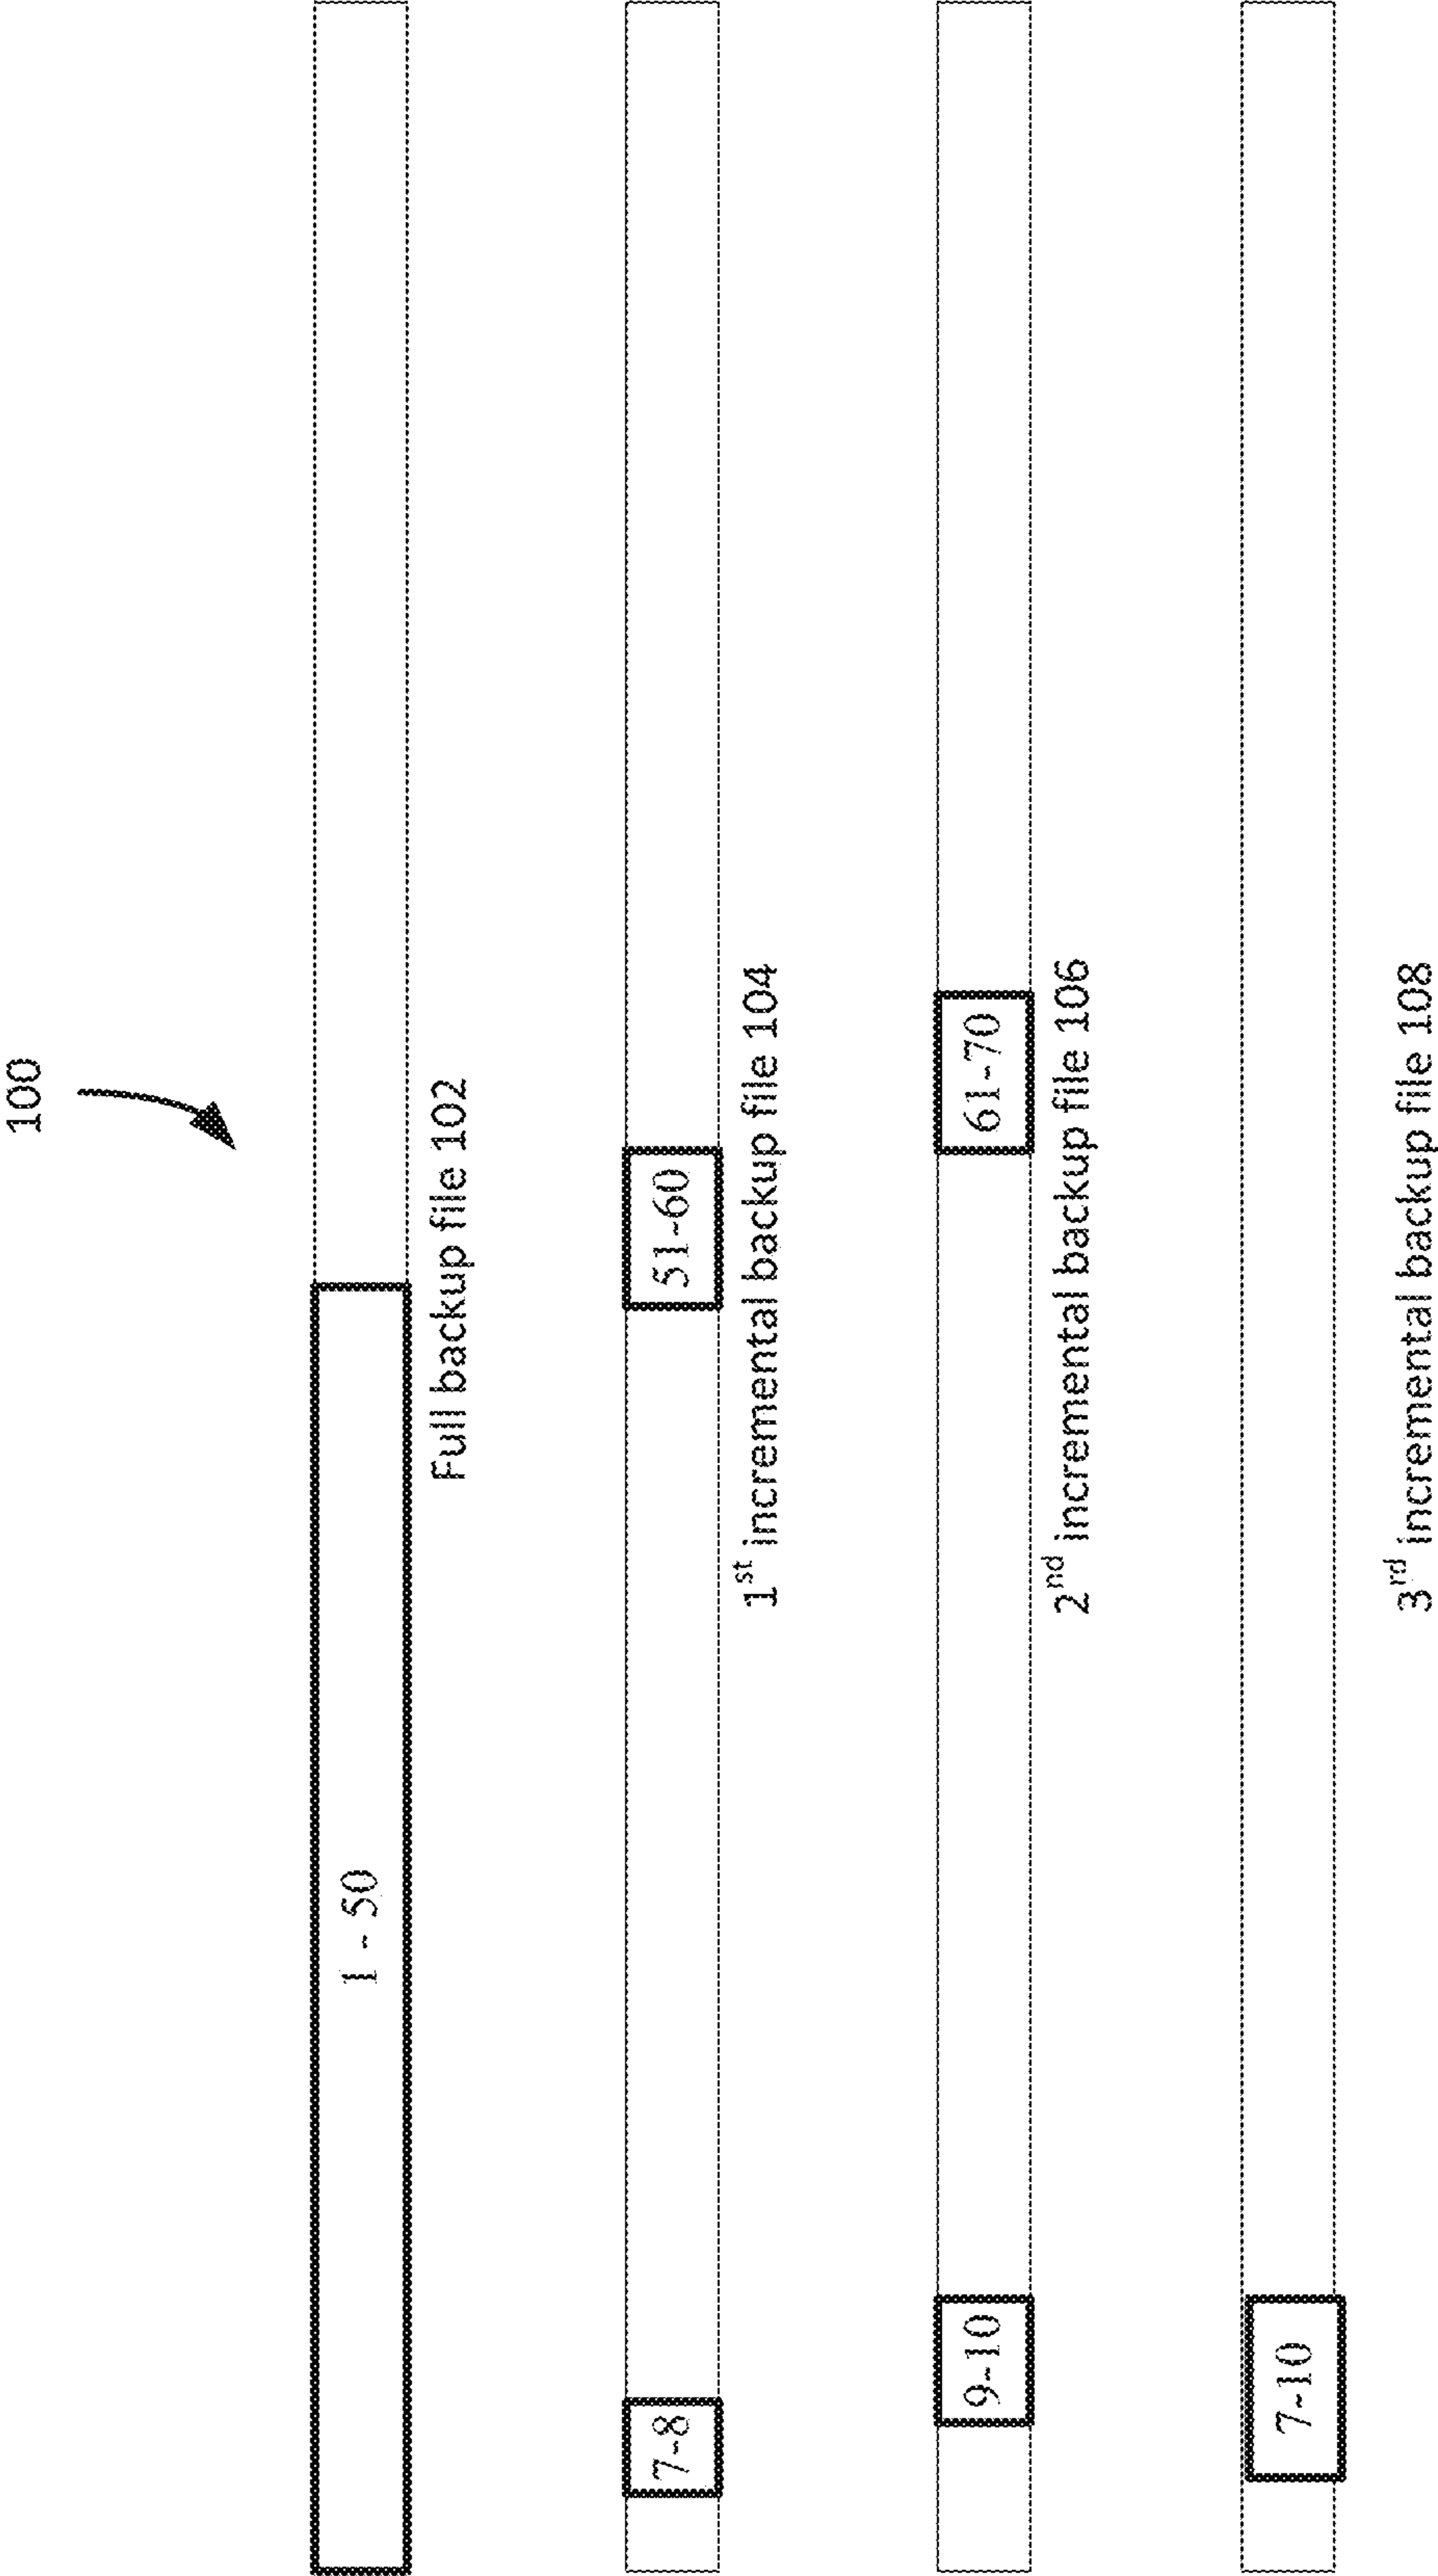 100
1 - 50
Full backup file 102
7-8
51-60
1st incremental backup file 104
9-10
61-70
2nd incremental backup file 106
7-10
3rd incremental backup file 108